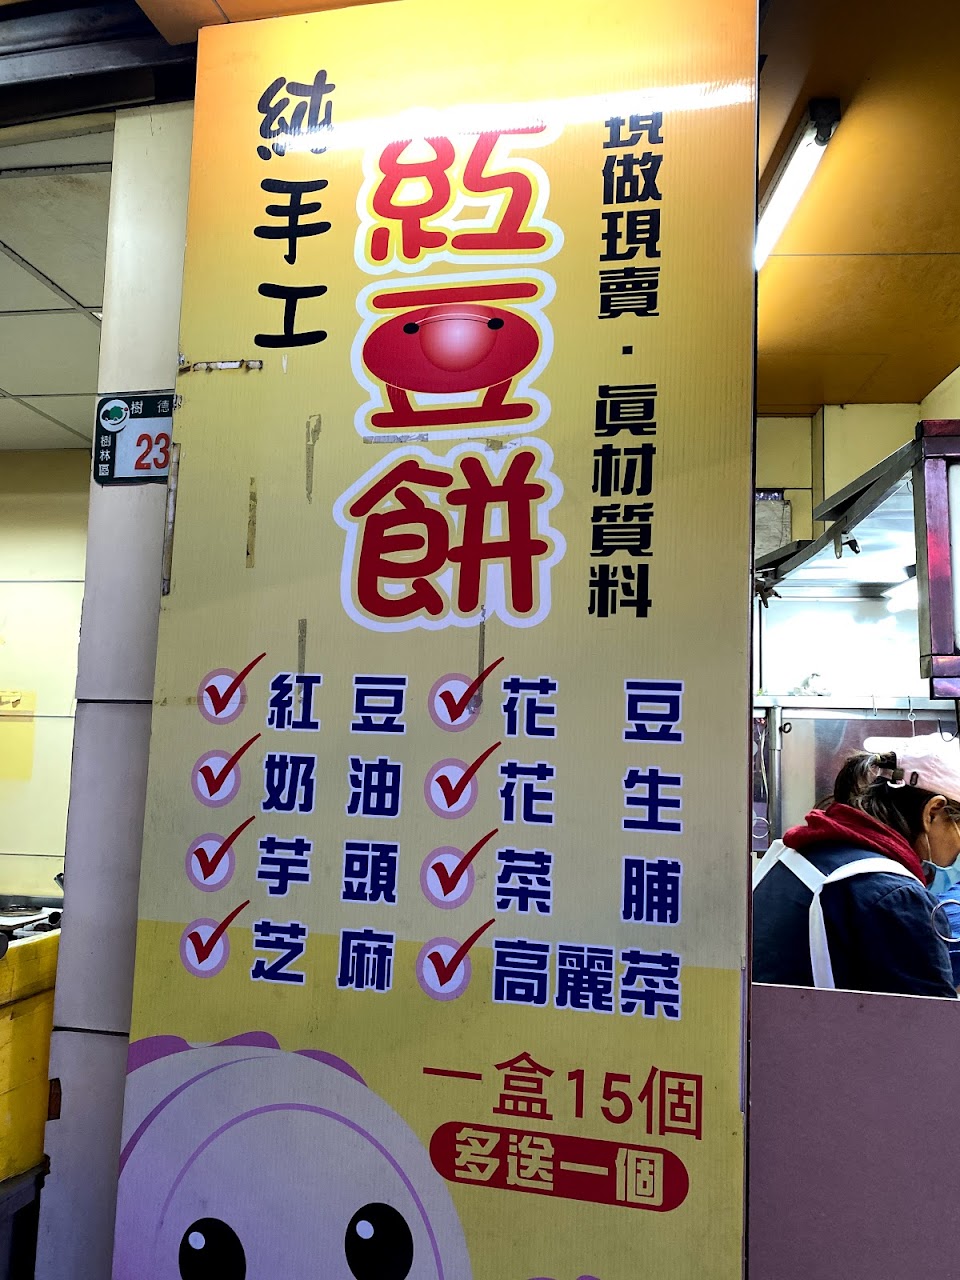 純手工
紅豆餅
現做現賣·眞材質料
紅豆
花豆
奶油
花生
芋頭
菜脯
芝麻
高麗菜
一盒15個
多送一個
樹德
樹林區
23